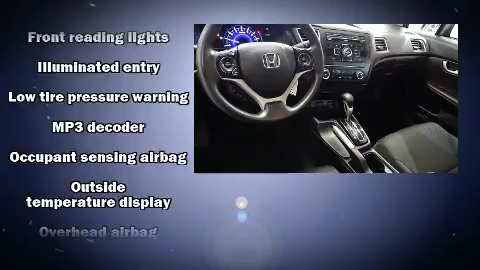 Front reading lights
Illuminated entry
Low tire pressure warning
MP3 decoder
Occupant sensing airbag
Outside
temperature display
Overhead airbag